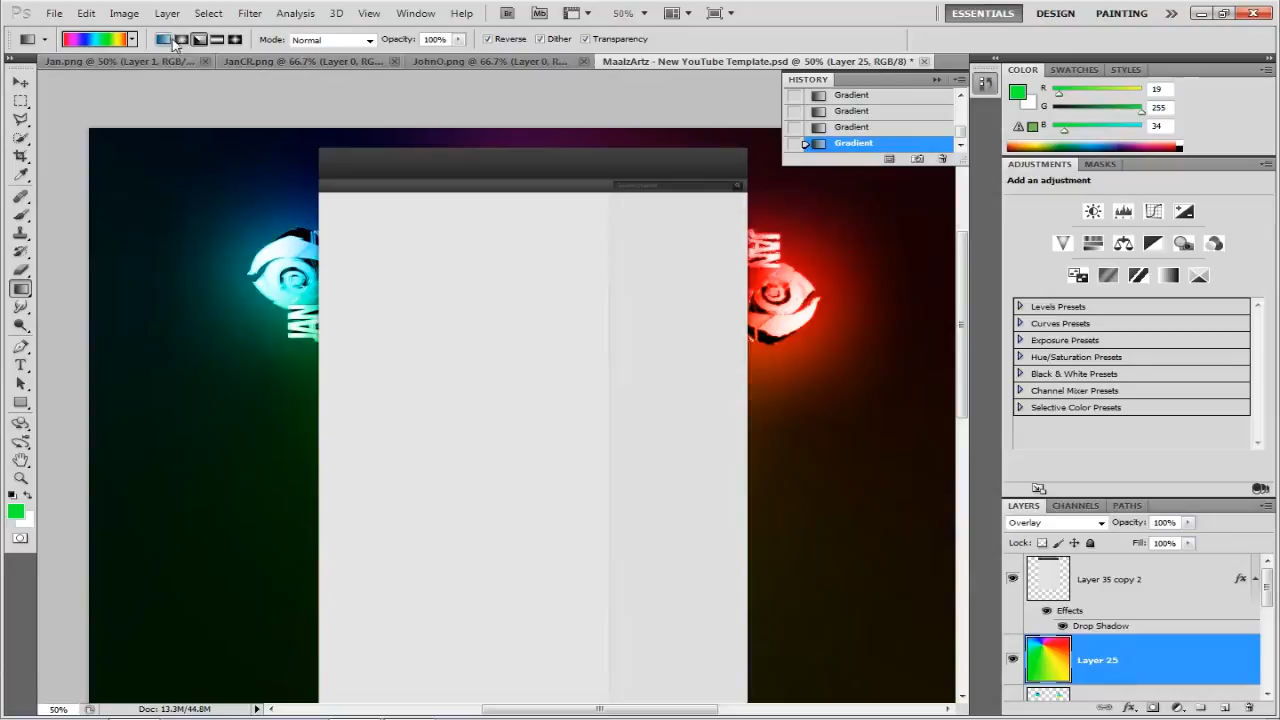 Ps File Edit Image Layer Select Filter Analysis 3D View Window Help Br Mb 50% ESSENTIALS DESIGN PAINTING
Mode: Normal Opacity: 100% Reverse Dither Transparency
Jan.png @ 50% (Layer 1, RGB/... JanCR.png @ 66.7% (Layer 0, RG... JohnO.png @ 66.7% (Layer 0, R... MaalzArtz - New YouTube Template.psd @ 50% (Layer 25, RGB/8) *
HISTORY
Gradient
Gradient
Gradient
Gradient
COLOR SWATCHES STYLES
R 19
G 255
B 34
ADJUSTMENTS MASKS
Add an adjustment
Levels Presets
Curves Presets
Exposure Presets
Hue/Saturation Presets
Black & White Presets
Channel Mixer Presets
Selective Color Presets
JAN
JAN
LAYERS CHANNELS PATHS
Overlay Opacity: 100%
Lock: Fill: 100%
Layer 35 copy 2 fx
Effects
Drop Shadow
Layer 25
50% Doc: 13.3M/44.8M